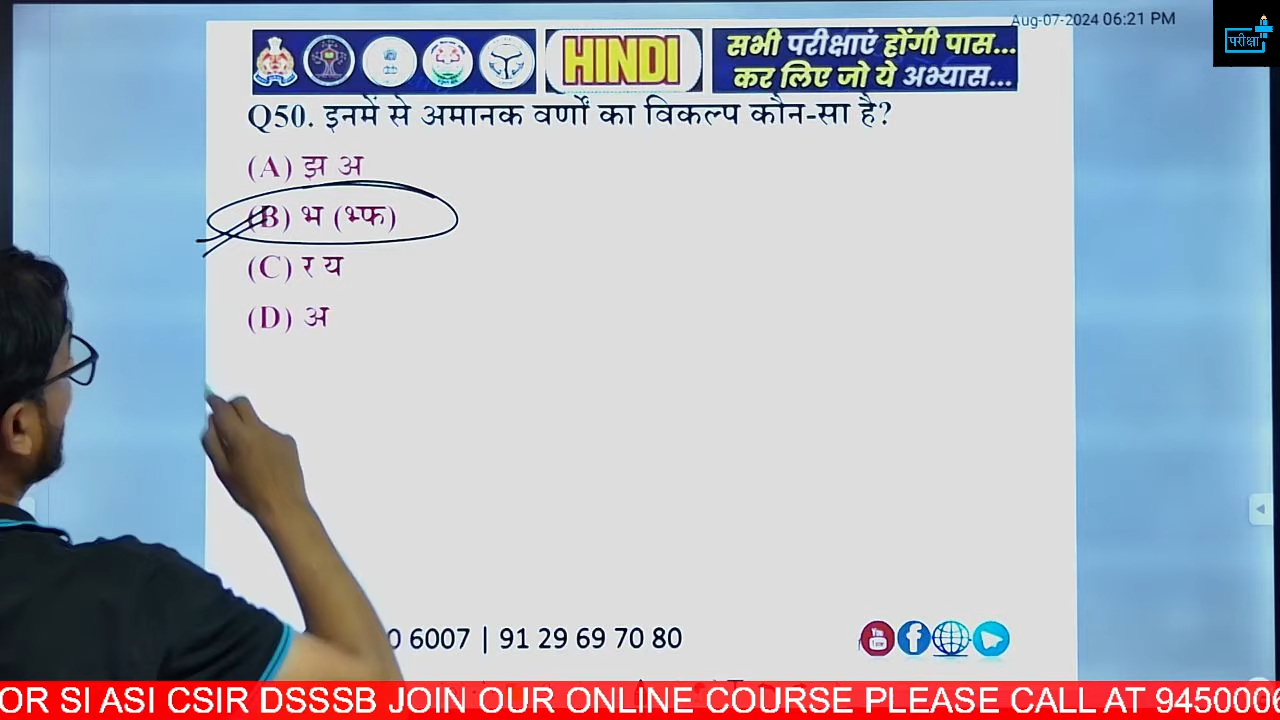 Aug-07-2024 06:21 PM
परीक्षा
HINDI
सभी परीक्षाएं होंगी पास...
कर लिए जो ये अभ्यास...
Q50. इनमें से अमानक वर्णों का विकल्प कौन-सा है?
(A) झ अ
(B) भ (भ्फ)
(C) र य
(D) अ
0 6007 | 91 29 69 70 80
OR SI ASI CSIR DSSSB JOIN OUR ONLINE COURSE PLEASE CALL AT 945000